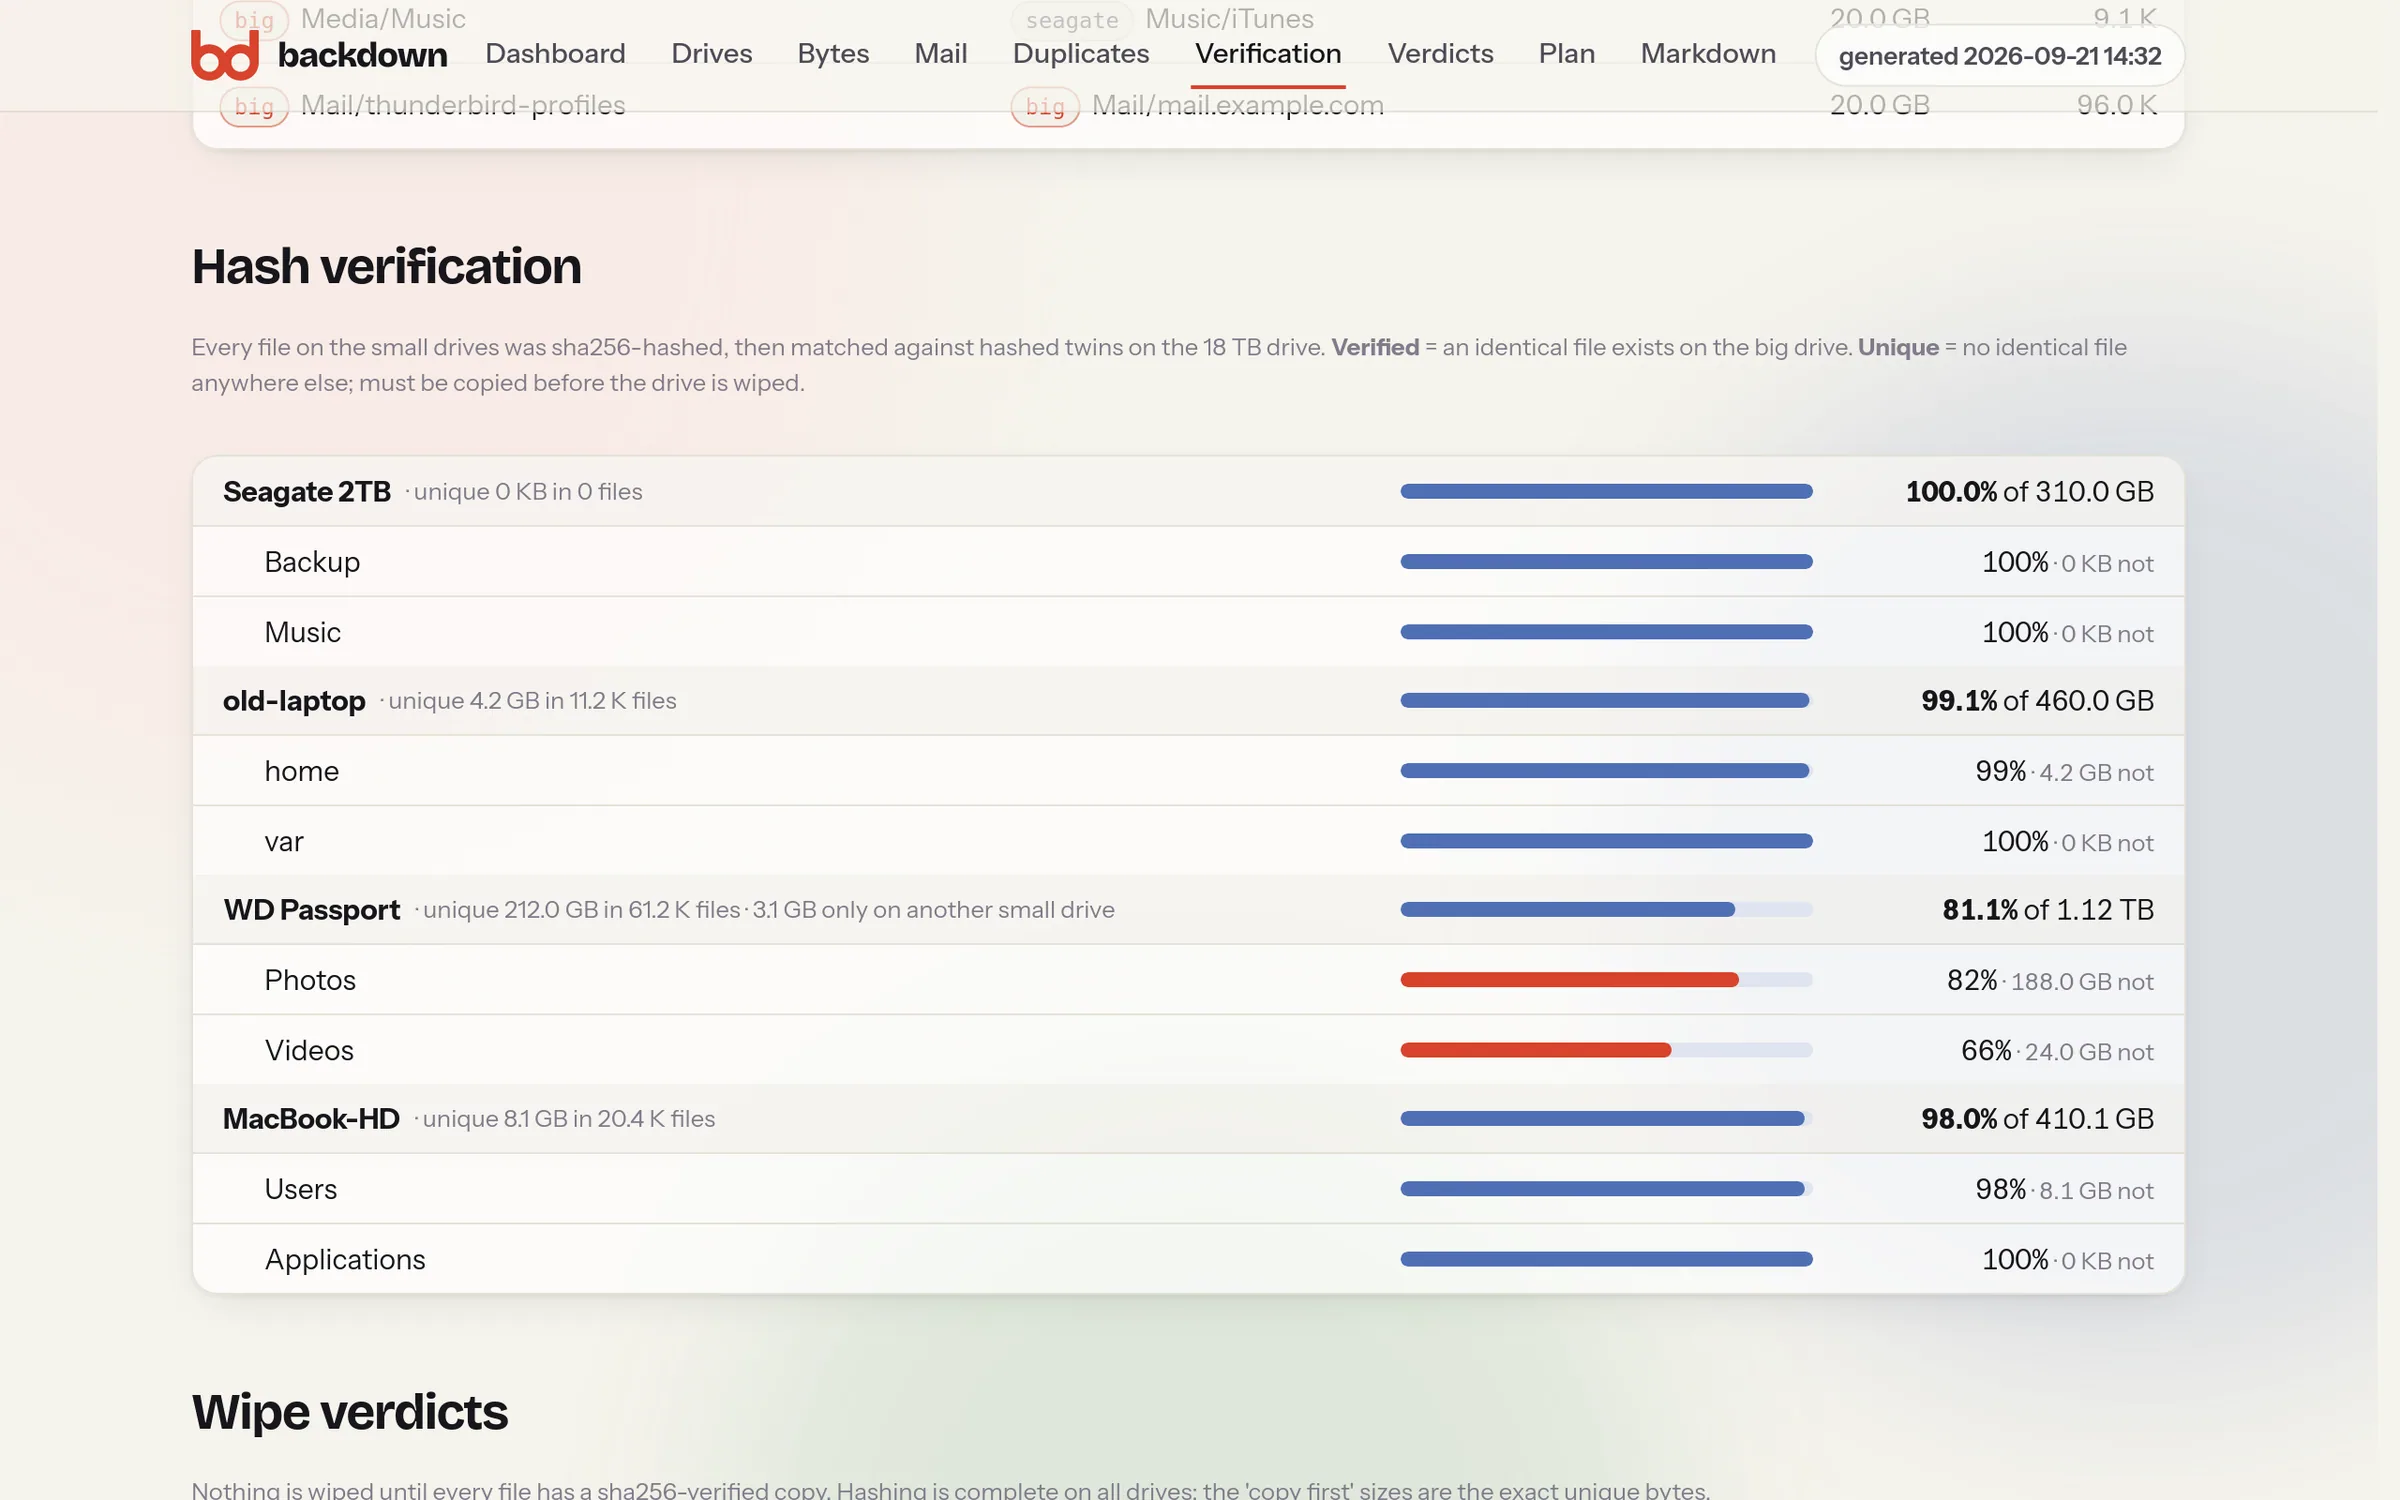 big Media/Music seagate Music/iTunes 20.0 GB 9.1 K
bd backdown Dashboard Drives Bytes Mail Duplicates Verification Verdicts Plan Markdown generated 2026-09-21 14:32
big Mail/thunderbird-profiles big Mail/mail.example.com 20.0 GB 96.0 K
Hash verification
Every file on the small drives was sha256-hashed, then matched against hashed twins on the 18 TB drive. Verified = an identical file exists on the big drive. Unique = no identical file
anywhere else; must be copied before the drive is wiped.
Seagate 2TB · unique 0 KB in 0 files 100.0% of 310.0 GB
Backup 100% · 0 KB not
Music 100% · 0 KB not
old-laptop · unique 4.2 GB in 11.2 K files 99.1% of 460.0 GB
home 99% · 4.2 GB not
var 100% · 0 KB not
WD Passport · unique 212.0 GB in 61.2 K files · 3.1 GB only on another small drive 81.1% of 1.12 TB
Photos 82% · 188.0 GB not
Videos 66% · 24.0 GB not
MacBook-HD · unique 8.1 GB in 20.4 K files 98.0% of 410.1 GB
Users 98% · 8.1 GB not
Applications 100% · 0 KB not
Wipe verdicts
Nothing is wiped until every file has a sha256-verified copy. Hashing is complete on all drives; the 'copy first' sizes are the exact unique bytes.